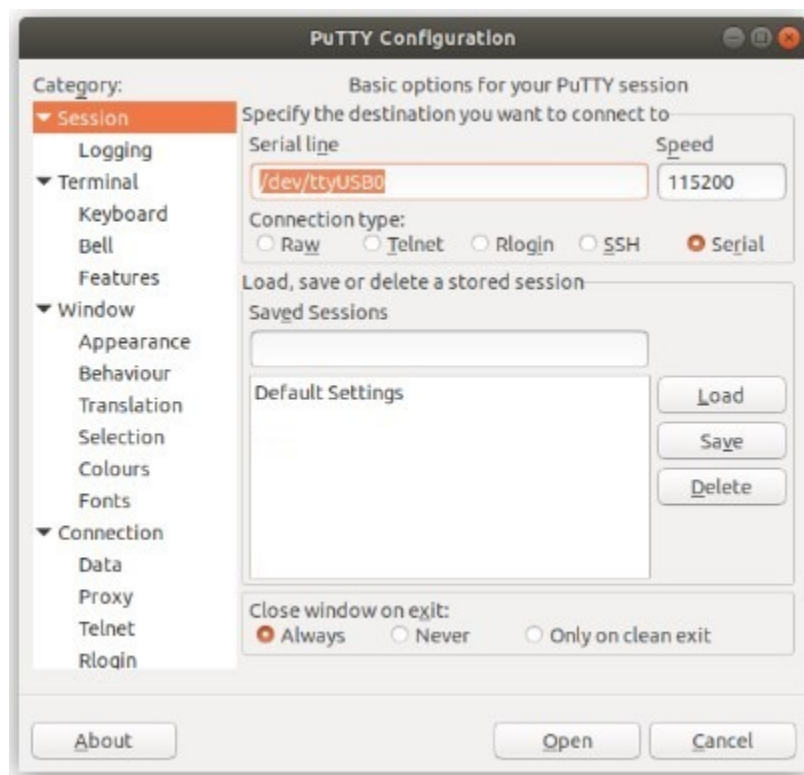 PuTTY Configuration
Category:
Session
Logging
Terminal
Keyboard
Bell
Features
Window
Appearance
Behaviour
Translation
Selection
Colours
Fonts
Connection
Data
Proxy
Telnet
Rlogin
Basic options for your PuTTY session
Specify the destination you want to connect to
Serial line Speed
/dev/ttyUSB0 115200
Connection type:
Raw Telnet Rlogin SSH Serial
Load, save or delete a stored session
Saved Sessions
Default Settings
Load
Save
Delete
Close window on exit:
Always Never Only on clean exit
About Open Cancel